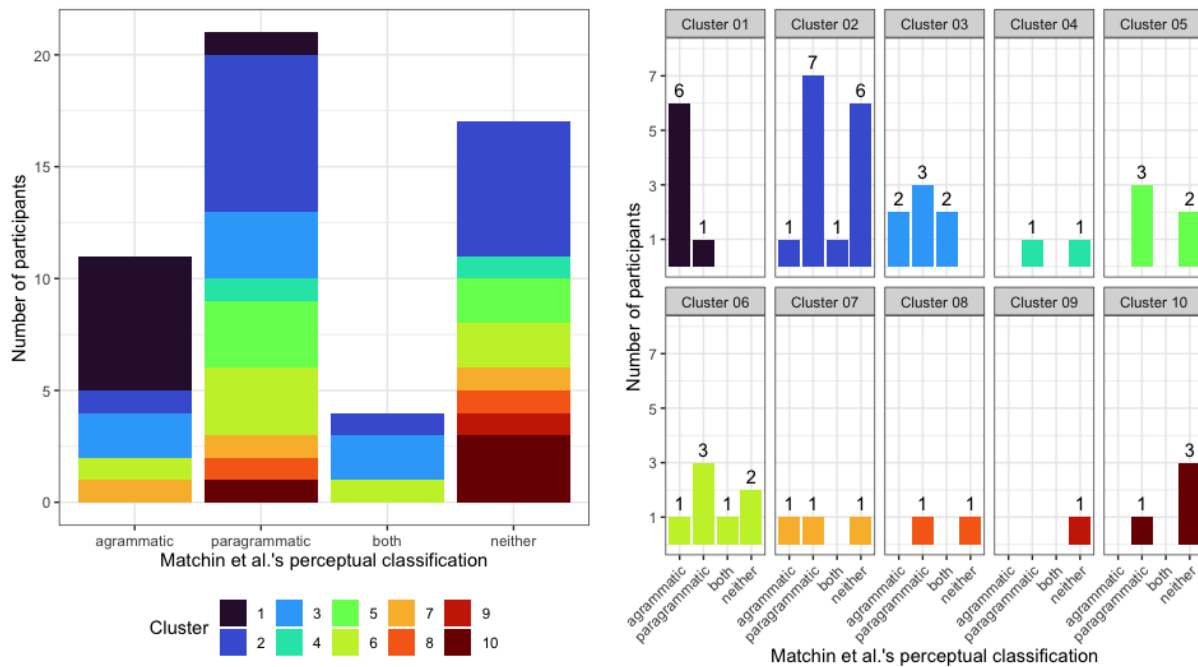 Number of participants
20
15
10
5
0
agrammatic paragrammatic both neither
Matchin et al.'s perceptual classification
Cluster
1 3 5 7 9
2 4 6 8 10
Number of participants
Cluster 01 Cluster 02 Cluster 03 Cluster 04 Cluster 05
7
5
3
1
6 1
1 7 1 6
2 3 2
1 1
3 2
Cluster 06 Cluster 07 Cluster 08 Cluster 09 Cluster 10
7
5
3
1
1 3 1 2
1 1 1
1 1
1
1 3
agrammatic paragrammatic both neither
agrammatic paragrammatic both neither
agrammatic paragrammatic both neither
agrammatic paragrammatic both neither
agrammatic paragrammatic both neither
Matchin et al.'s perceptual classification